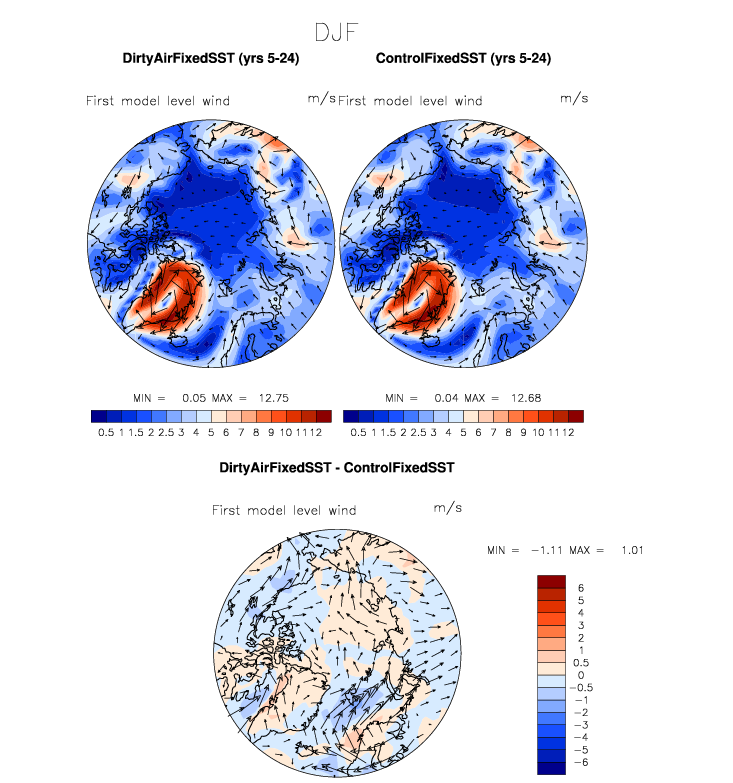 DJF
DirtyAirFixedSST (yrs 5-24) ControlFixedSST (yrs 5-24)
First model level wind m/s First model level wind m/s
MIN = 0.05 MAX = 12.75 MIN = 0.04 MAX = 12.68
0.5 1 1.5 2 2.5 3 4 5 6 7 8 9 10 11 12 0.5 1 1.5 2 2.5 3 4 5 6 7 8 9 10 11 12
DirtyAirFixedSST - ControlFixedSST
First model level wind m/s
MIN = −1.11 MAX = 1.01
6
5
4
3
2
1
0.5
0
−0.5
−1
−2
−3
−4
−5
−6